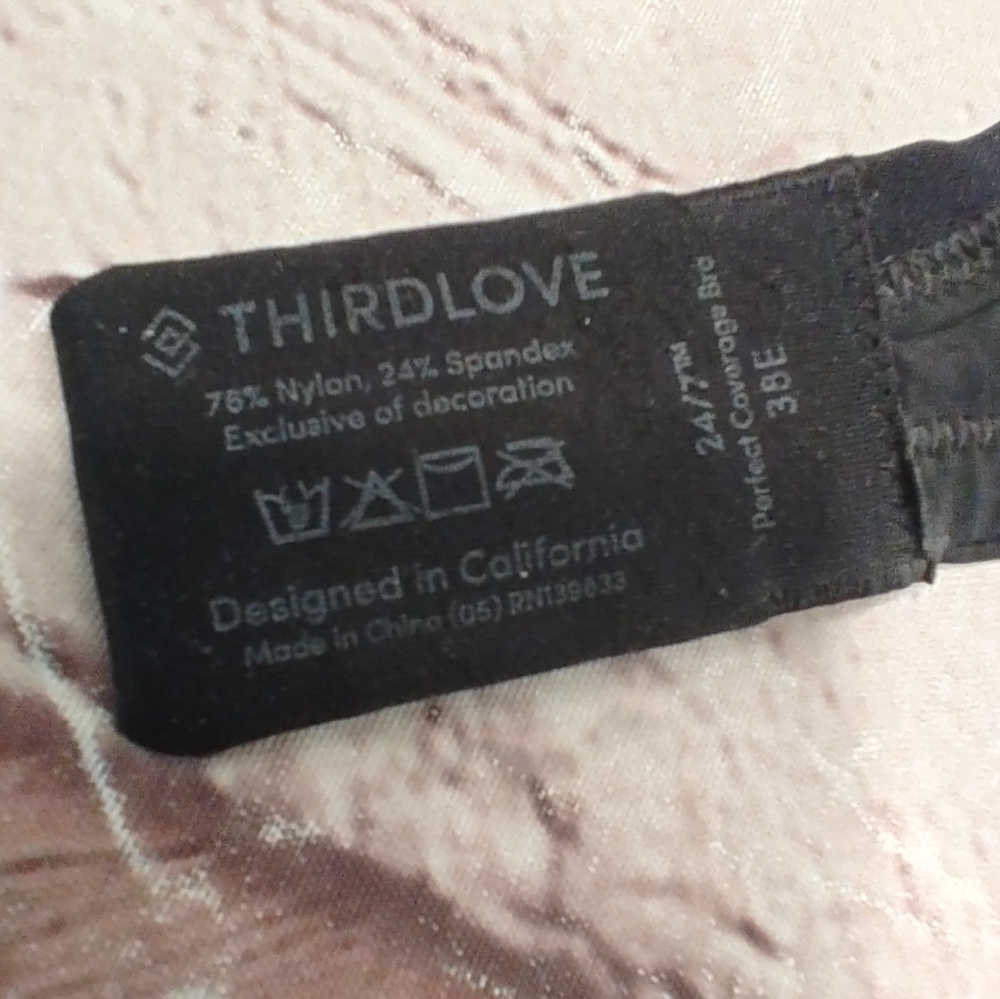 THIRDLOVE
76% Nylon, 24% Spandex
Exclusive of decoration
Designed in California
Made in China (05) RN139633
24/7™
Perfect Coverage Bra
38E